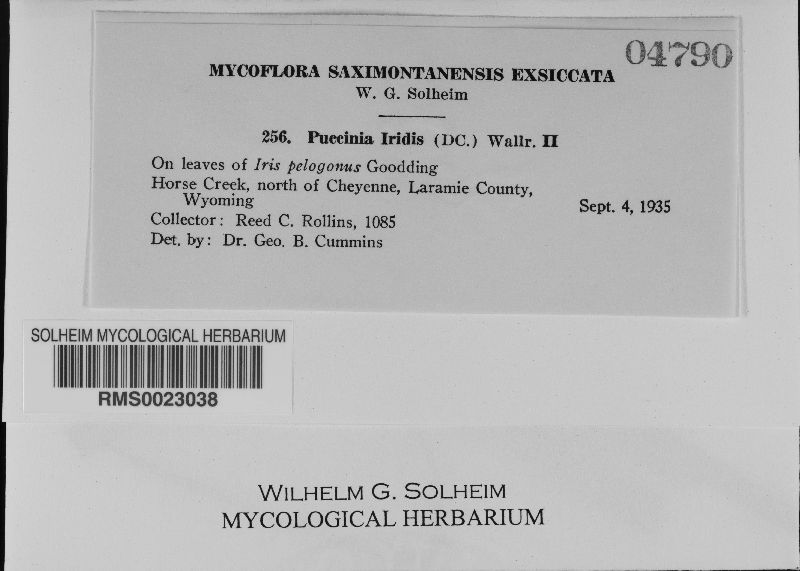 04790
MYCOFLORA SAXIMONTANENSIS EXSICCATA
W. G. Solheim
256. Puccinia Iridis (DC.) Wallr. II
On leaves of Iris pelogonus Goodding
Horse Creek, north of Cheyenne, Laramie County,
Wyoming
Sept. 4, 1935
Collector: Reed C. Rollins, 1085
Det. by: Dr. Geo. B. Cummins
SOLHEIM MYCOLOGICAL HERBARIUM
RMS0023038
WILHELM G. SOLHEIM
MYCOLOGICAL HERBARIUM